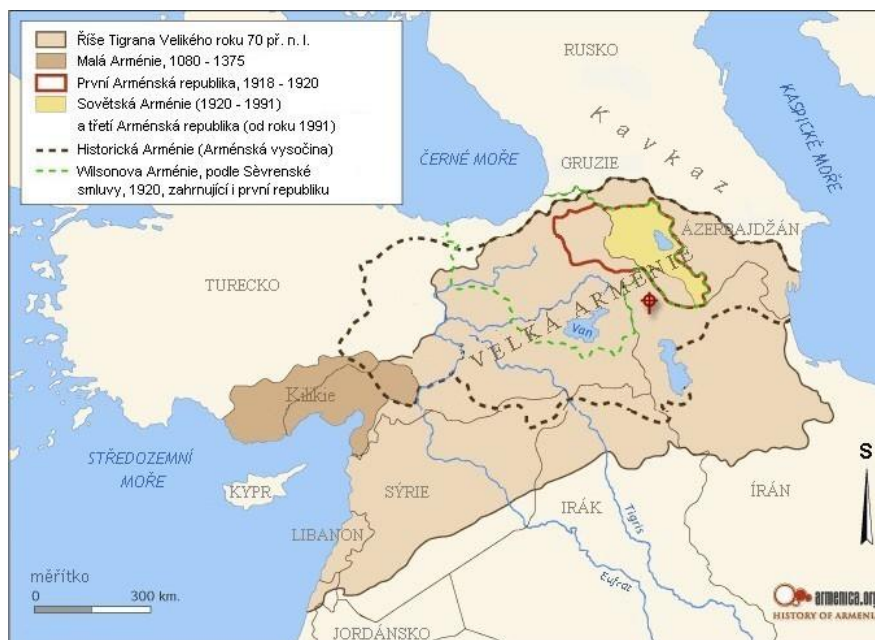 Říše Tigrana Velikého roku 70 př. n. l.
Malá Arménie, 1080 - 1375
První Arménská republika, 1918 - 1920
Sovětská Arménie (1920 - 1991)
a třetí Arménská republika (od roku 1991)
Historická Arménie (Arménská vysočina)
Wilsonova Arménie, podle Sèvrenské
smluvy, 1920, zahrnující i první republiku
RUSKO
Kavkaz
KASPICKÉ MOŘE
ČERNÉ MOŘE
GRUZIE
ÁZERBAJDŽÁN
TURECKO
VELKÁ ARMÉNIE
Van
Kilikie
STŘEDOZEMNÍ
MOŘE
KYPR
SÝRIE
IRÁK
ÍRÁN
S
Tigris
LIBANON
Eufrat
měřítko
0 300 km.
JORDÁNSKO
armenica.org
HISTORY OF ARMENIA